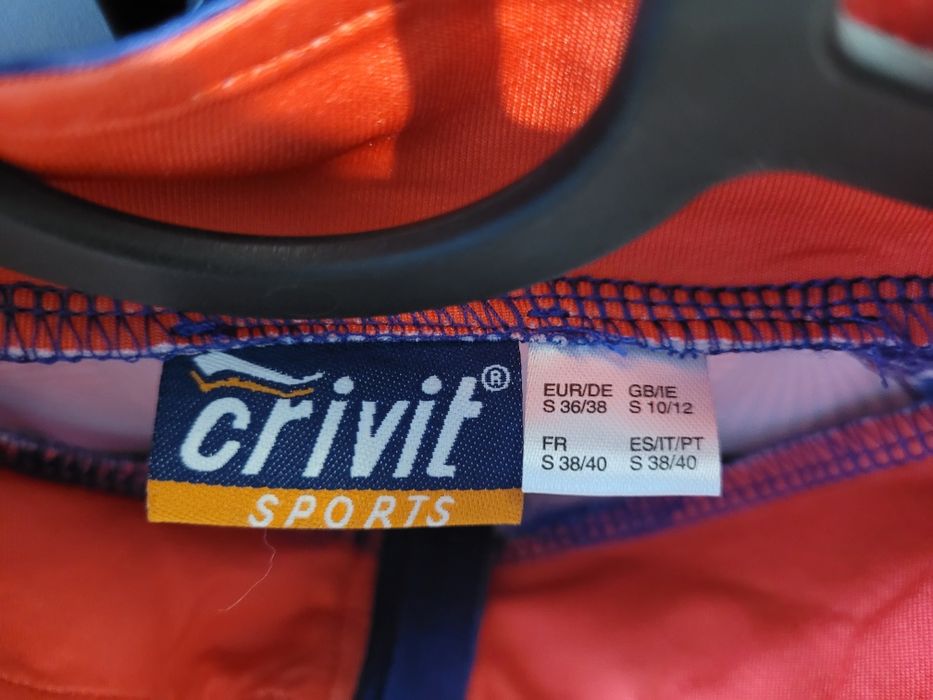 crivit®
SPORTS
EUR/DE GB/IE
S 36/38 S 10/12
FR ES/IT/PT
S 38/40 S 38/40